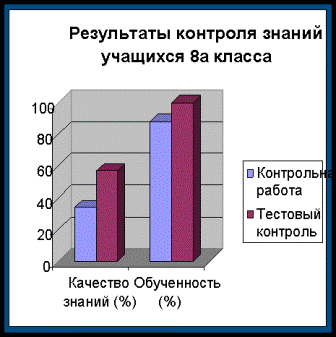 Результаты контроля знаний
учащихся 8а класса
100
80
60
40
20
0
Качество
знаний (%)
Обученность
(%)
Контрольна
работа
Тестовый
контроль